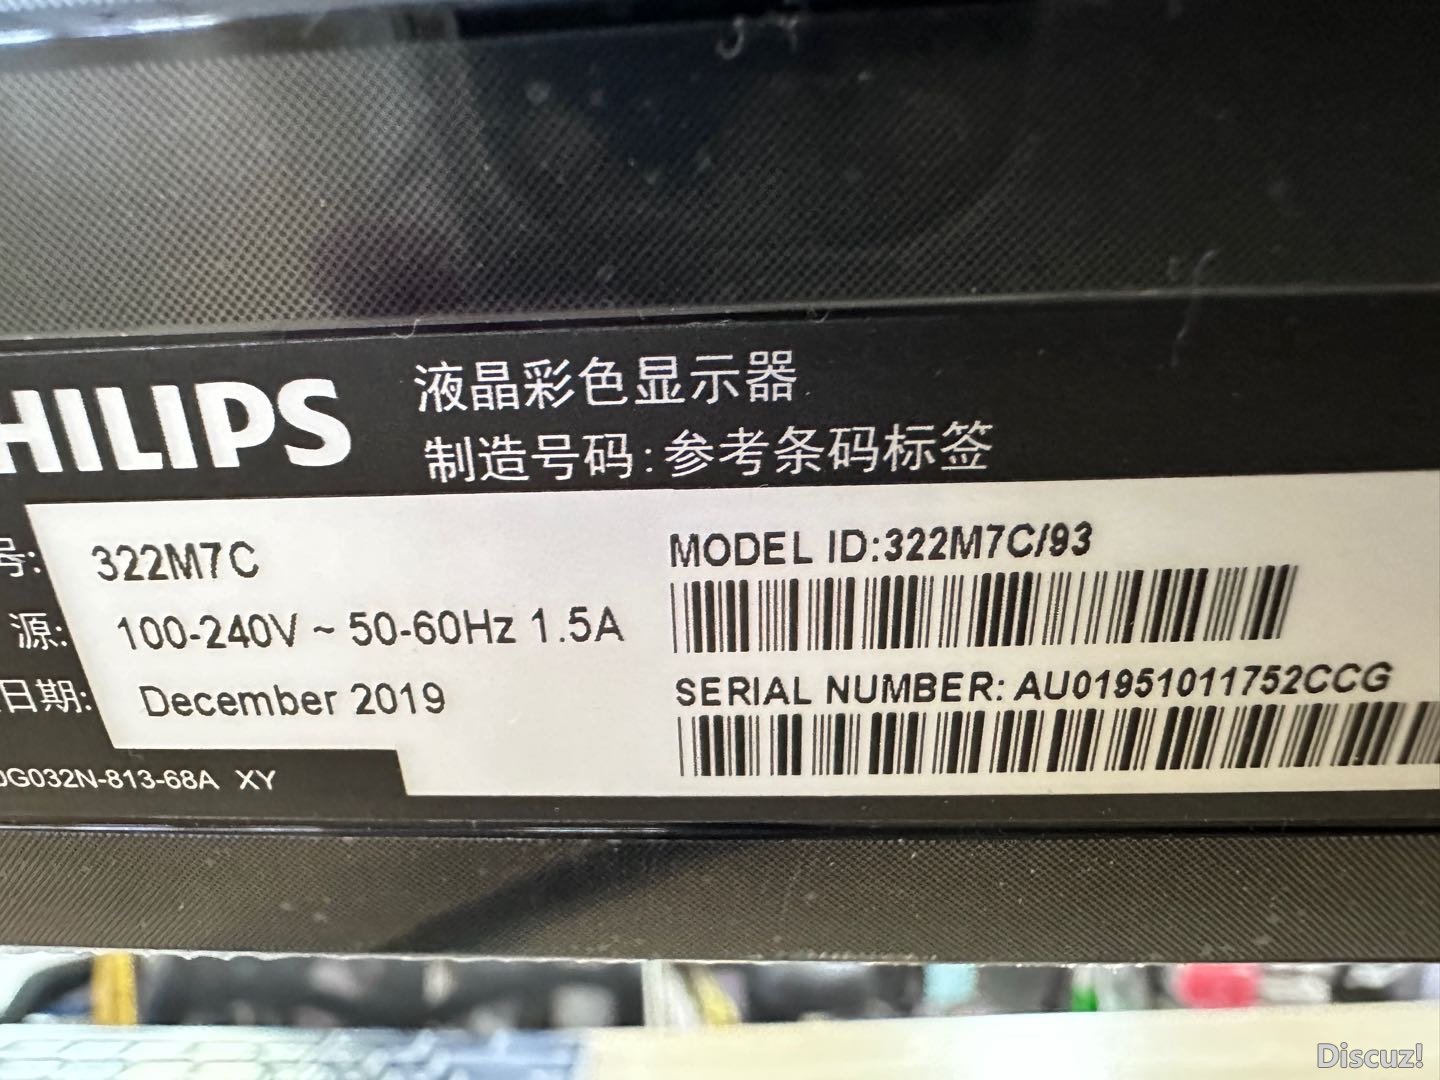 HILIPS
液晶彩色显示器
制造号码:参考条码标签
号: 322M7C
源: 100-240V ~ 50-60Hz 1.5A
日期: December 2019
MODEL ID:322M7C/93
SERIAL NUMBER: AU01951011752CCG
G032N-813-68A XY
Discuz!